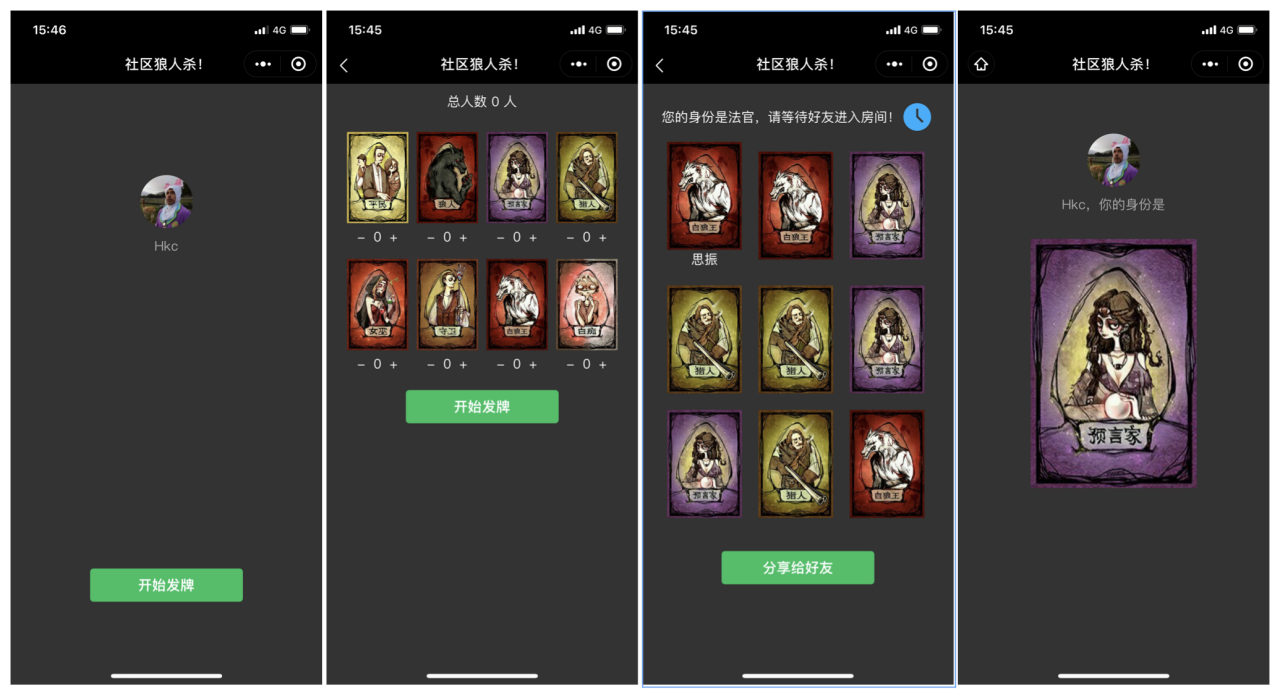 15:46
4G
社区狼人杀!
Hkc
开始发牌
15:45
4G
社区狼人杀!
总人数 0 人
平民
狼人
预言家
猎人
- 0 +
- 0 +
- 0 +
- 0 +
女巫
守卫
白狼王
白痴
- 0 +
- 0 +
- 0 +
- 0 +
开始发牌
15:45
4G
社区狼人杀!
您的身份是法官，请等待好友进入房间!
白狼王
白狼王
预言家
思振
猎人
猎人
预言家
预言家
猎人
白狼王
分享给好友
15:45
4G
社区狼人杀!
Hkc，你的身份是
预言家